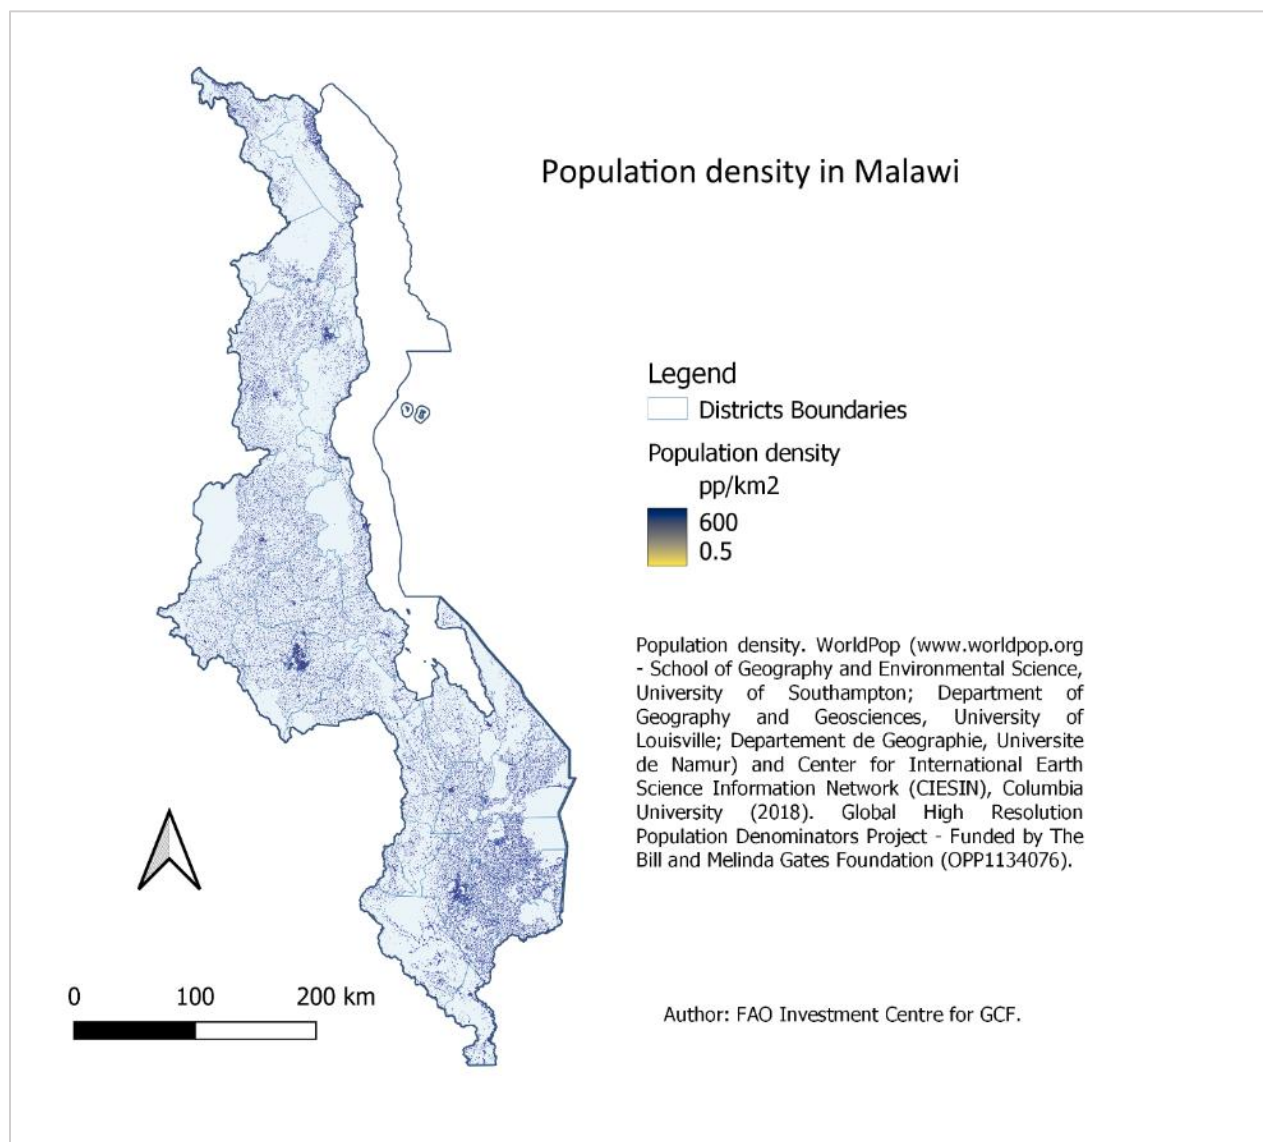 Population density in Malawi
Legend
Districts Boundaries
Population density
pp/km2
600
0.5
Population density. WorldPop (www.worldpop.org
- School of Geography and Environmental Science,
University of Southampton; Department of
Geography and Geosciences, University of
Louisville; Departement de Geographie, Universite
de Namur) and Center for International Earth
Science Information Network (CIESIN), Columbia
University (2018). Global High Resolution
Population Denominators Project - Funded by The
Bill and Melinda Gates Foundation (OPP1134076).
0 100 200 km
Author: FAO Investment Centre for GCF.